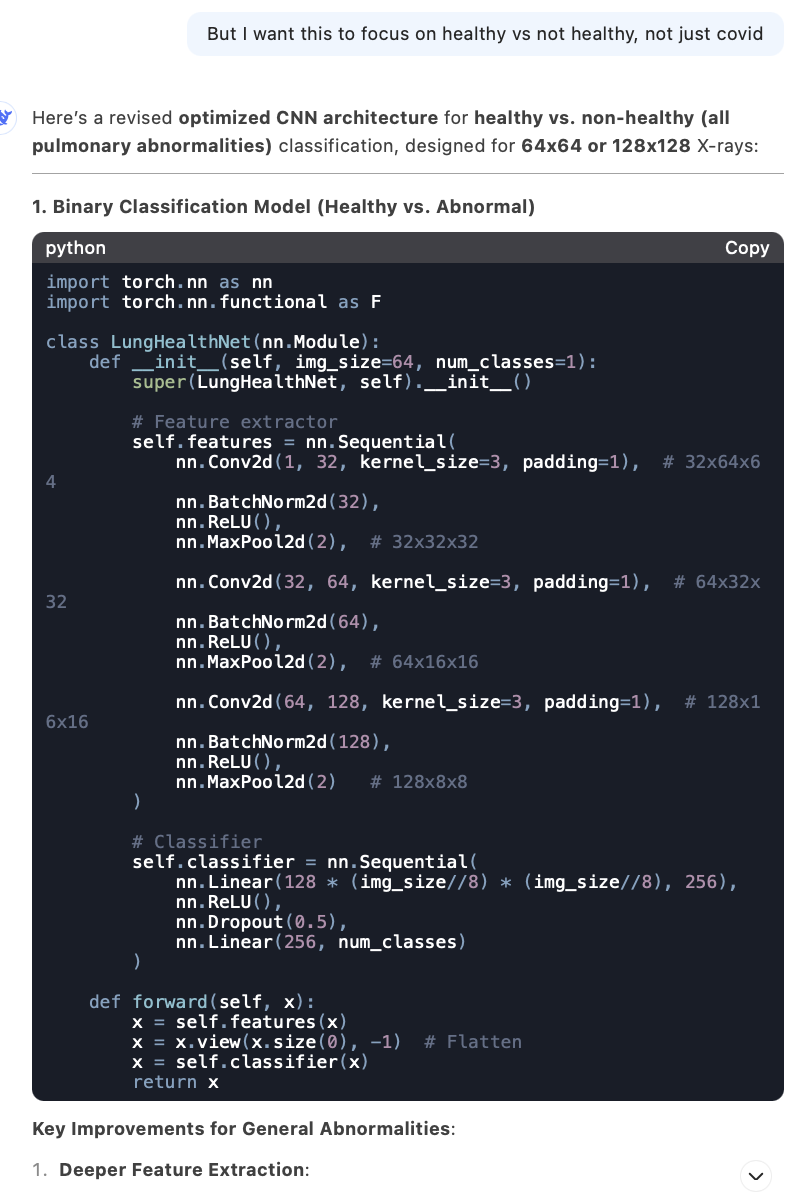 But I want this to focus on healthy vs not healthy, not just covid
Here's a revised optimized CNN architecture for healthy vs. non-healthy (all
pulmonary abnormalities) classification, designed for 64x64 or 128x128 X-rays:
1. Binary Classification Model (Healthy vs. Abnormal)
python Copy
import torch.nn as nn
import torch.nn.functional as F
class LungHealthNet(nn.Module):
    def __init__(self, img_size=64, num_classes=1):
        super(LungHealthNet, self).__init__()
        # Feature extractor
        self.features = nn.Sequential(
            nn.Conv2d(1, 32, kernel_size=3, padding=1),  # 32x64x6
4
            nn.BatchNorm2d(32),
            nn.ReLU(),
            nn.MaxPool2d(2),  # 32x32x32
            nn.Conv2d(32, 64, kernel_size=3, padding=1),  # 64x32x
32
            nn.BatchNorm2d(64),
            nn.ReLU(),
            nn.MaxPool2d(2),  # 64x16x16
            nn.Conv2d(64, 128, kernel_size=3, padding=1),  # 128x1
6x16
            nn.BatchNorm2d(128),
            nn.ReLU(),
            nn.MaxPool2d(2)   # 128x8x8
        )
        # Classifier
        self.classifier = nn.Sequential(
            nn.Linear(128 * (img_size//8) * (img_size//8), 256),
            nn.ReLU(),
            nn.Dropout(0.5),
            nn.Linear(256, num_classes)
        )
    def forward(self, x):
        x = self.features(x)
        x = x.view(x.size(0), -1)  # Flatten
        x = self.classifier(x)
        return x
Key Improvements for General Abnormalities:
1. Deeper Feature Extraction: